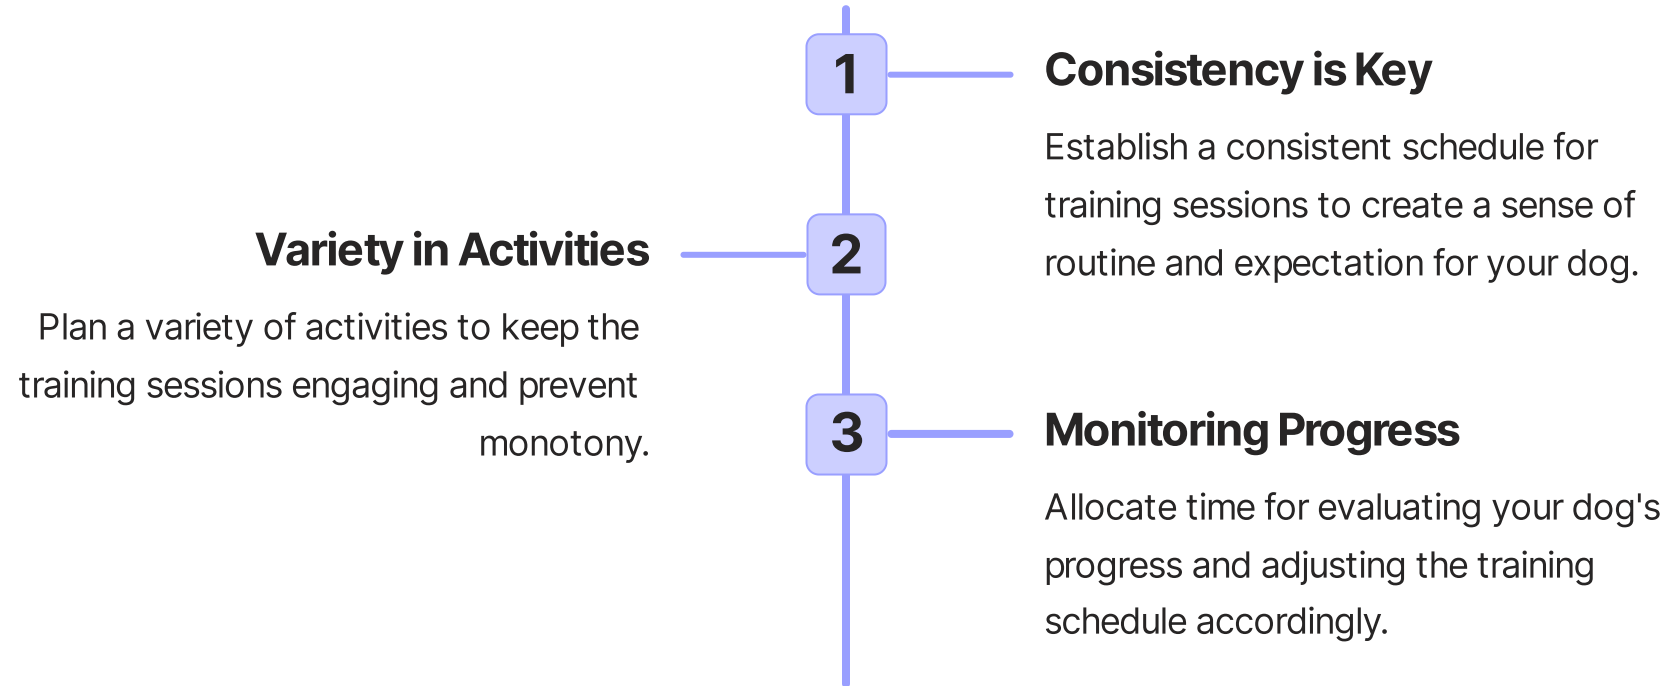 1
Consistency is Key
Establish a consistent schedule for
training sessions to create a sense of
routine and expectation for your dog.
2
Variety in Activities
Plan a variety of activities to keep the
training sessions engaging and prevent
monotony.
3
Monitoring Progress
Allocate time for evaluating your dog's
progress and adjusting the training
schedule accordingly.